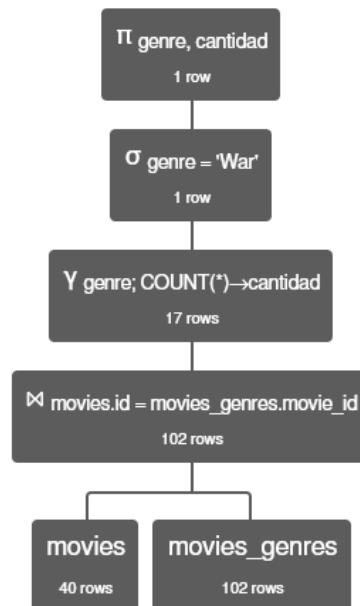 π genre, cantidad
1 row
σ genre = 'War'
1 row
γ genre; COUNT(*)→cantidad
17 rows
⋈ movies.id = movies_genres.movie_id
102 rows
movies
40 rows
movies_genres
102 rows